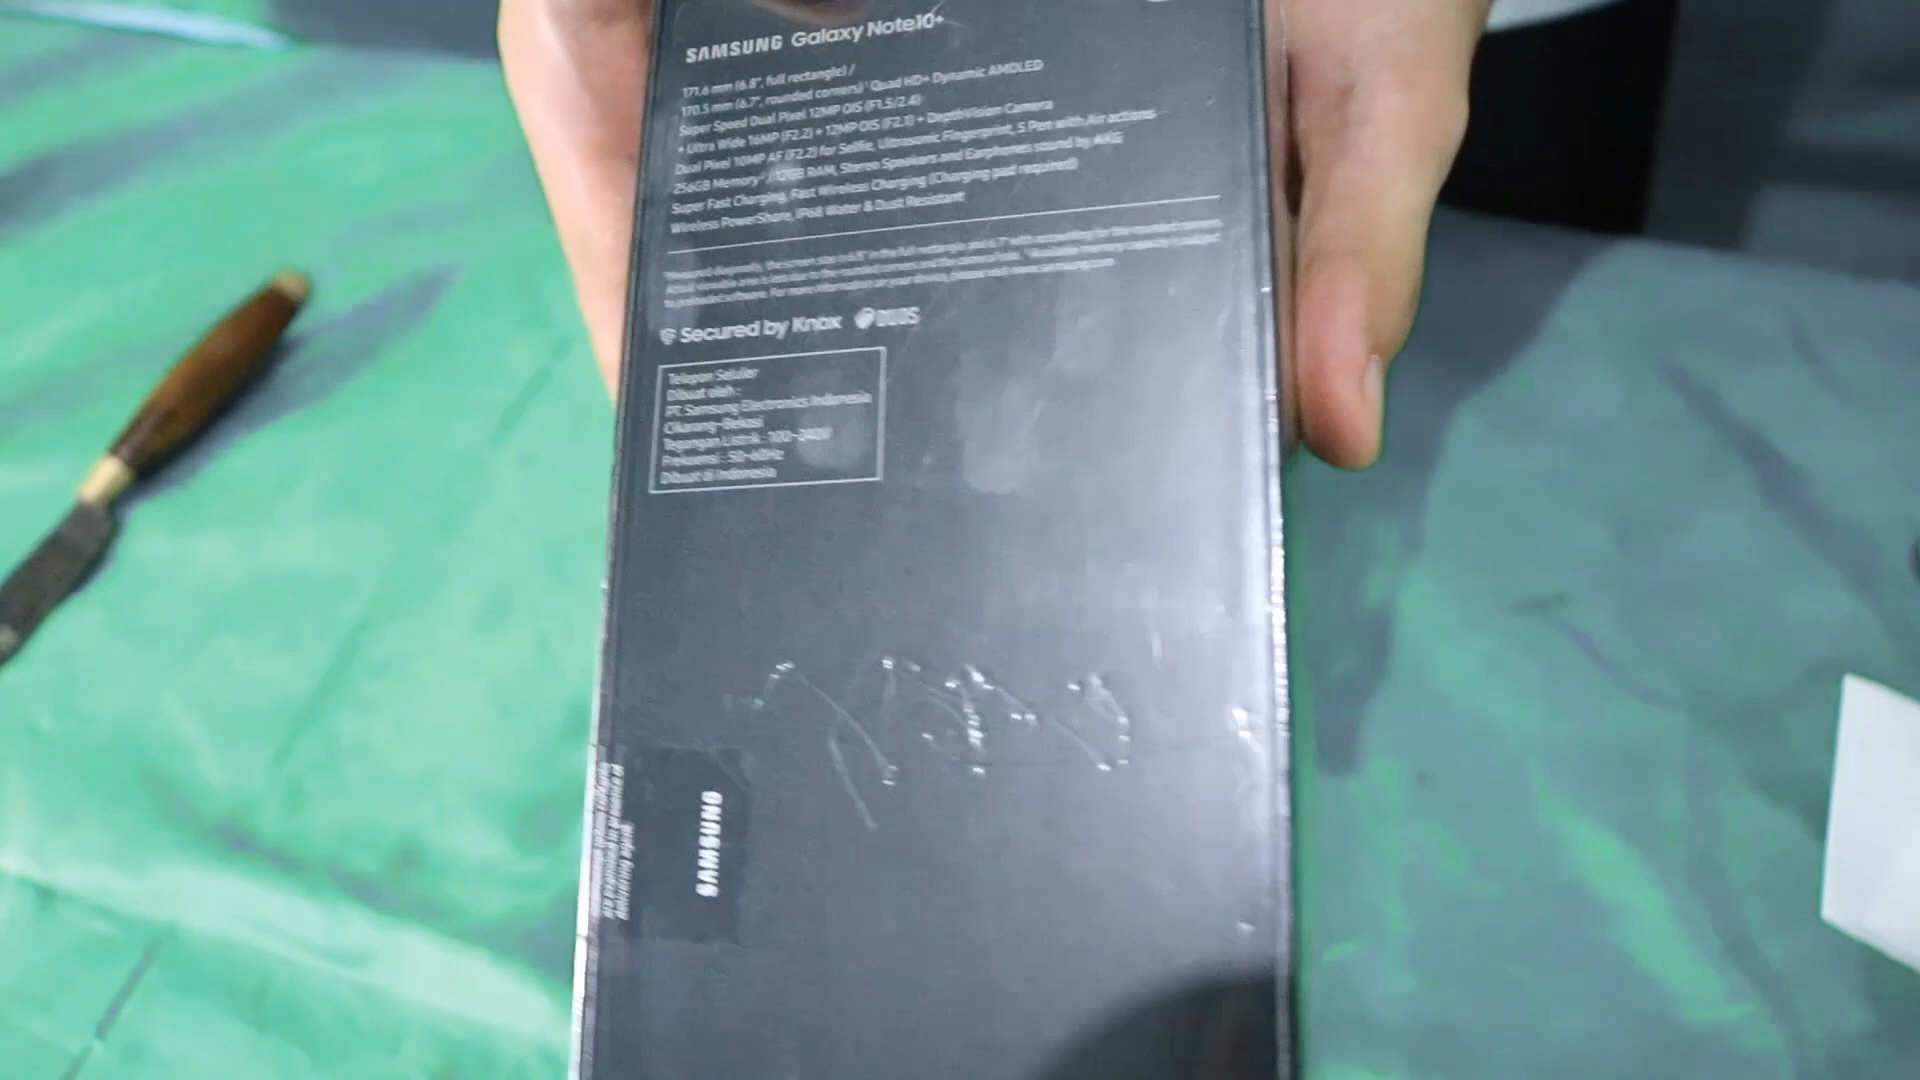 SAMSUNG Galaxy Note10+
171.6 mm (6.8", full rectangle) /
170.5 mm (6.7", rounded corners)¹ Quad HD+ Dynamic AMOLED
Super Speed Dual Pixel 12MP OIS (F1.5/2.4)
+ Ultra Wide 16MP (F2.2) + 12MP OIS (F2.1) + DepthVision Camera
Dual Pixel 10MP AF (F2.2) for Selfie, Ultrasonic Fingerprint, S Pen with Air actions
256GB Memory² / 12GB RAM, Stereo Speakers and Earphones sound by AKG
Super Fast Charging, Fast Wireless Charging (Charging pad required)
Wireless PowerShare, IP68 Water & Dust Resistant
Secured by Knox DUOS
Telepon Seluler
Dibuat oleh :
PT. Samsung Electronics Indonesia
Cikarang-Bekasi
Tegangan Listrik : 100-240V
Frekuensi : 50-60Hz
Dibuat di Indonesia
SAMSUNG